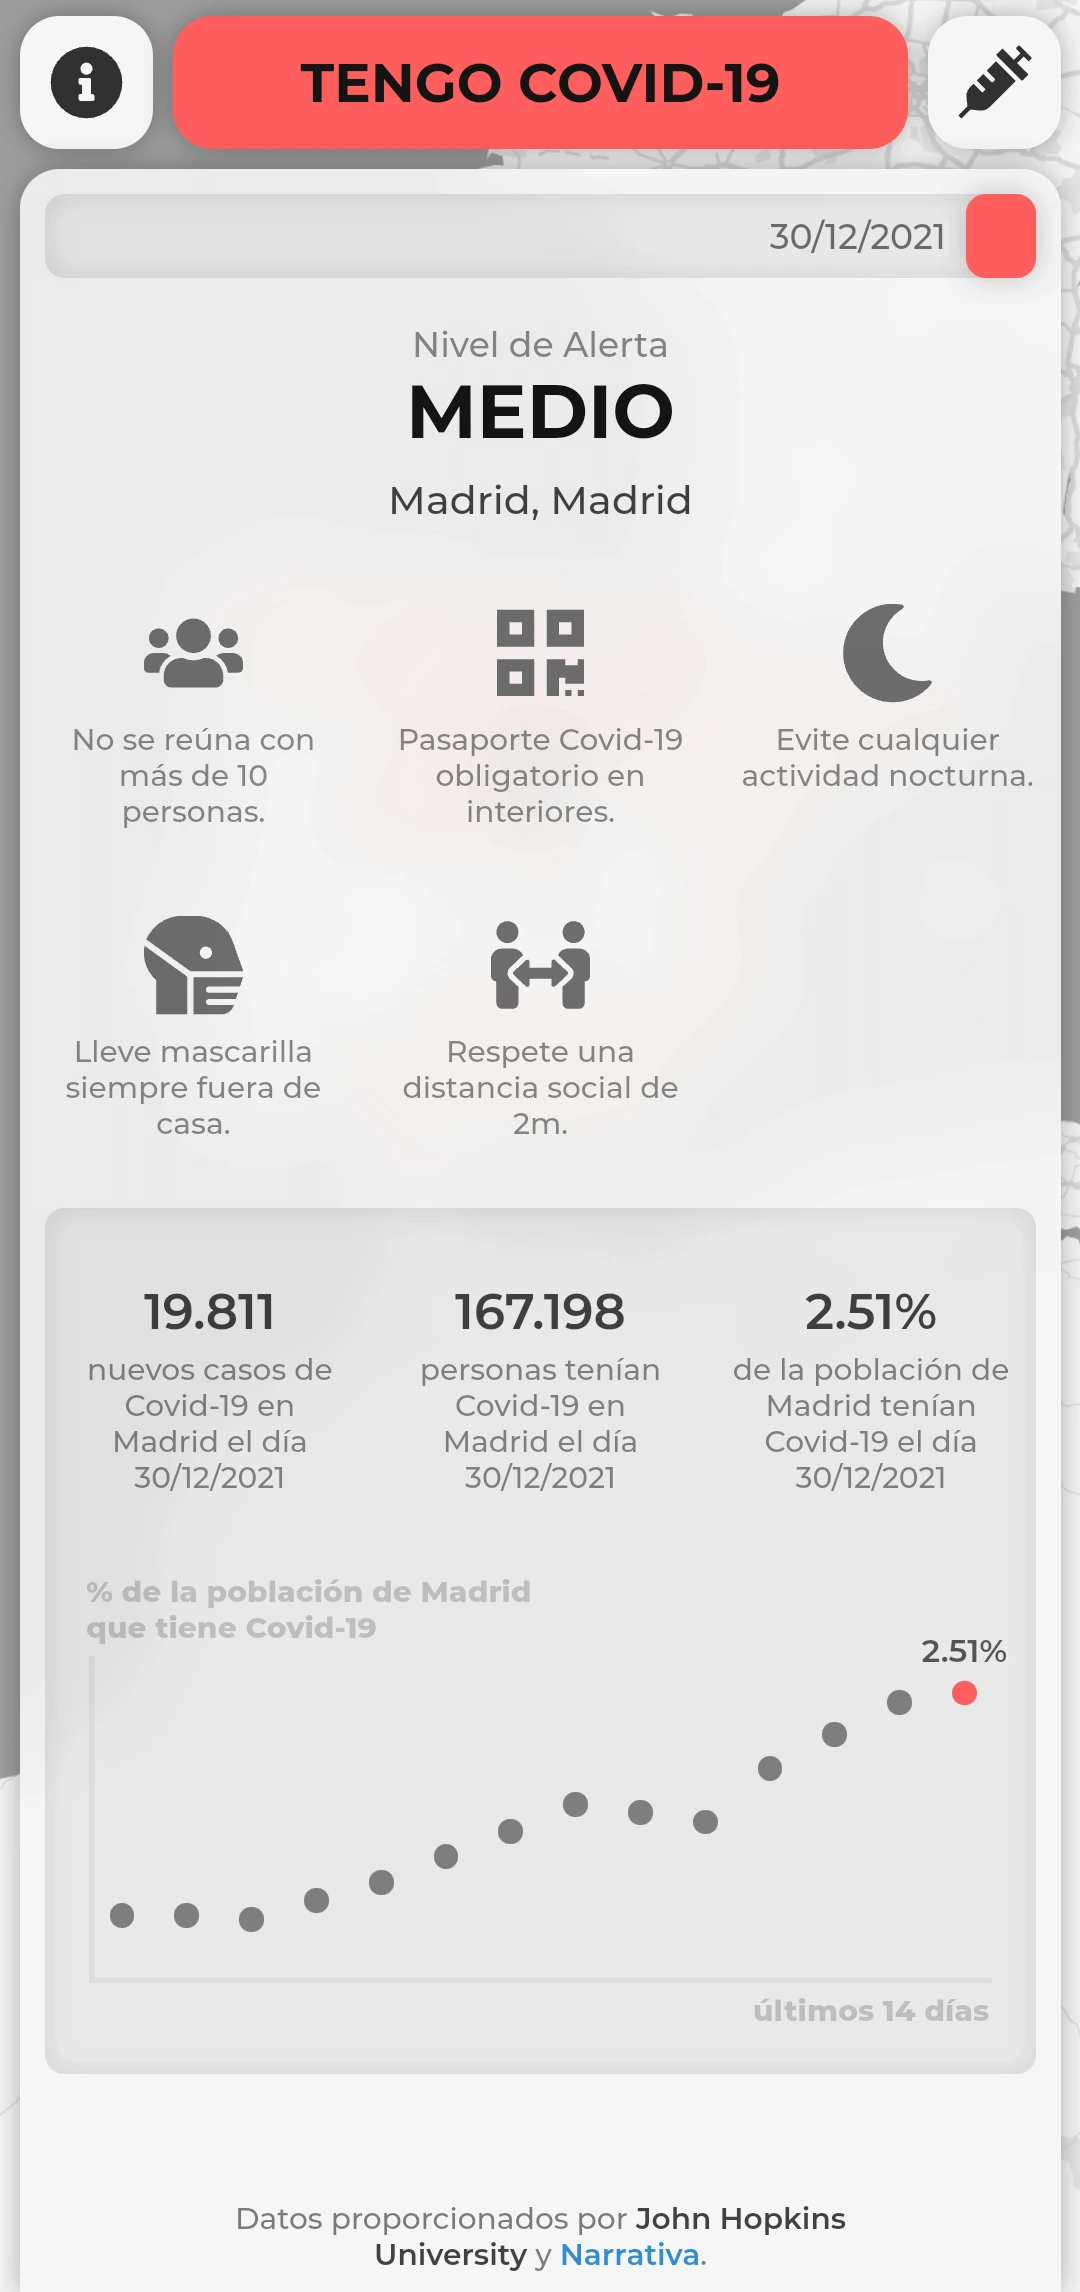 TENGO COVID-19
30/12/2021
Nivel de Alerta
MEDIO
Madrid, Madrid
No se reúna con
más de 10
personas.
Pasaporte Covid-19
obligatorio en
interiores.
Evite cualquier
actividad nocturna.
Lleve mascarilla
siempre fuera de
casa.
Respete una
distancia social de
2m.
19.811
nuevos casos de
Covid-19 en
Madrid el día
30/12/2021
167.198
personas tenían
Covid-19 en
Madrid el día
30/12/2021
2.51%
de la población de
Madrid tenían
Covid-19 el día
30/12/2021
% de la población de Madrid
que tiene Covid-19
2.51%
últimos 14 días
Datos proporcionados por John Hopkins
University y Narrativa.